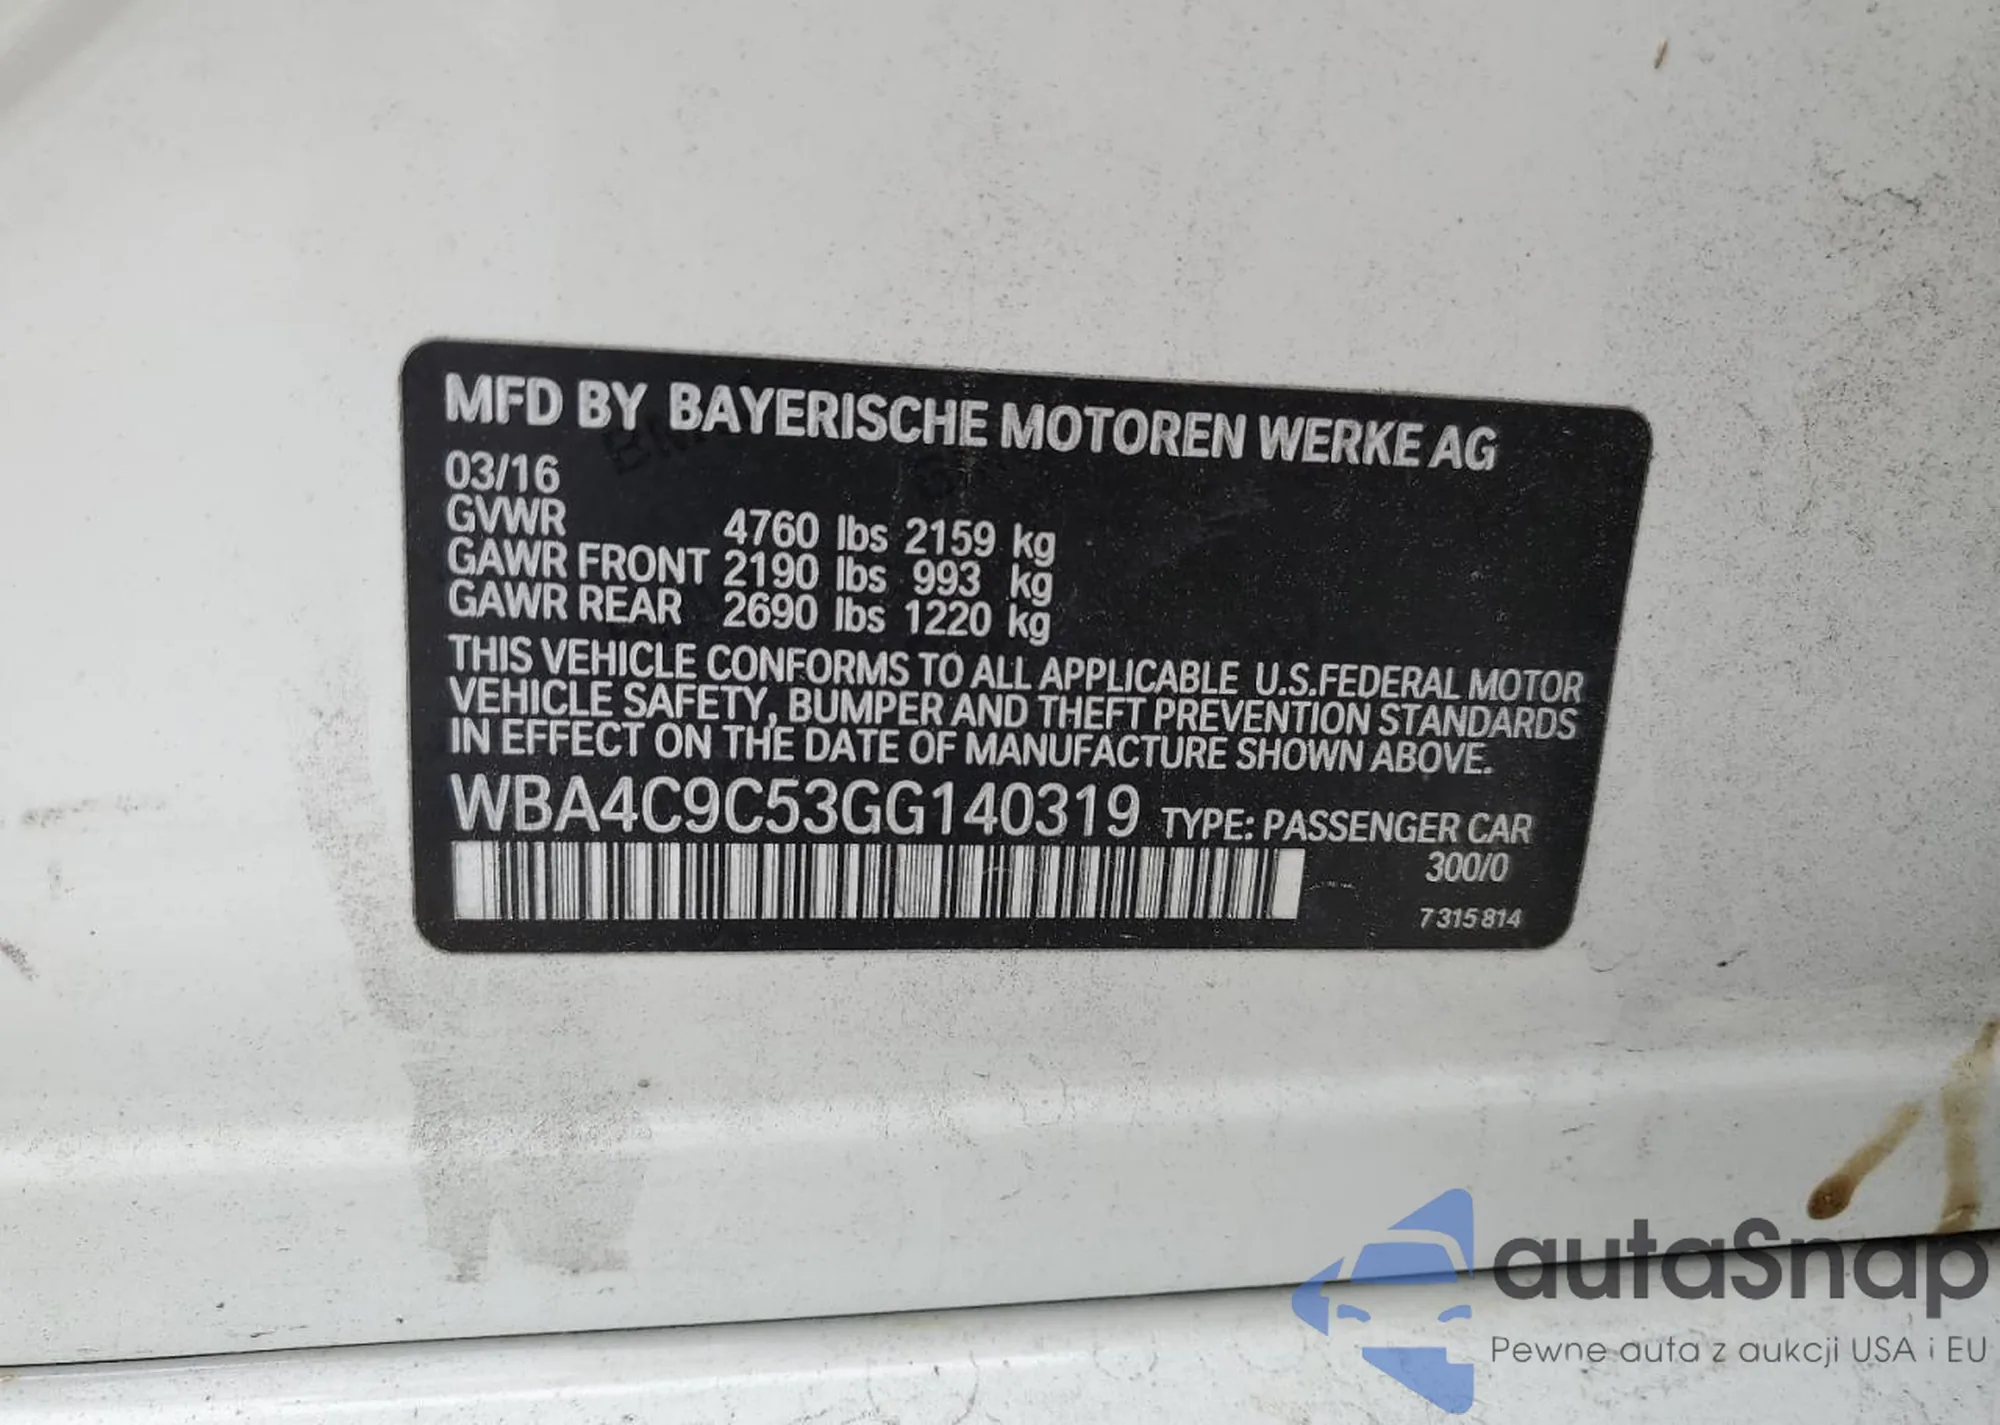 MFD BY BAYERISCHE MOTOREN WERKE AG
03/16
GVWR 4760 lbs 2159 kg
GAWR FRONT 2190 lbs 993 kg
GAWR REAR 2690 lbs 1220 kg
THIS VEHICLE CONFORMS TO ALL APPLICABLE U.S.FEDERAL MOTOR
VEHICLE SAFETY, BUMPER AND THEFT PREVENTION STANDARDS
IN EFFECT ON THE DATE OF MANUFACTURE SHOWN ABOVE.
WBA4C9C53GG140319 TYPE: PASSENGER CAR
300/0
7 315 814
autaSnap
Pewne auta z aukcji USA i EU